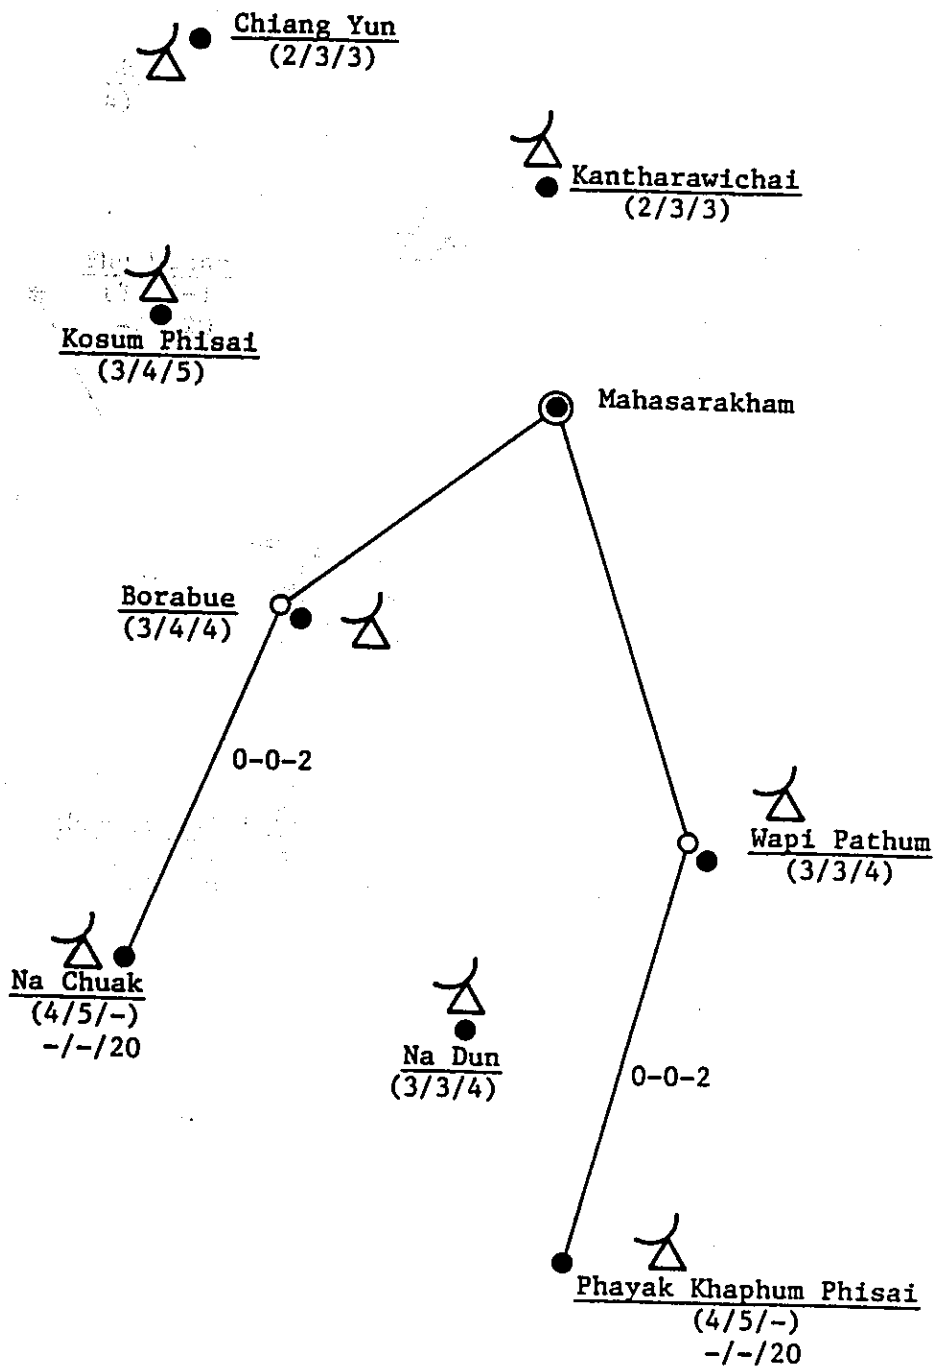 Chiang Yun
(2/3/3)
Kantharawichai
(2/3/3)
Kosum Phisai
(3/4/5)
Mahasarakham
Borabue
(3/4/4)
0-0-2
Wapi Pathum
(3/3/4)
Na Chuak
(4/5/-)
-/-/20
Na Dun
(3/3/4)
0-0-2
Phayak Khaphum Phisai
(4/5/-)
-/-/20